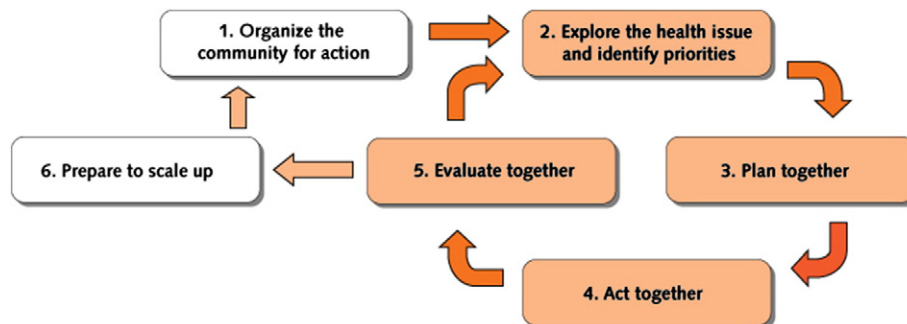 1. Organize the
community for action
2. Explore the health issue
and identify priorities
6. Prepare to scale up
5. Evaluate together
3. Plan together
4. Act together